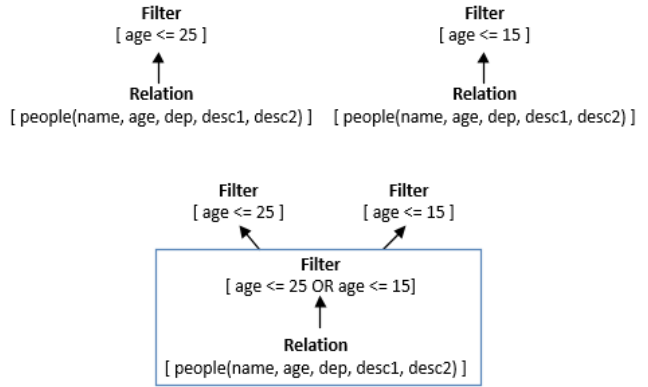 Filter
[ age <= 25 ]
Relation
[ people(name, age, dep, desc1, desc2) ]
Filter
[ age <= 15 ]
Relation
[ people(name, age, dep, desc1, desc2) ]
Filter
[ age <= 25 ]
Filter
[ age <= 15 ]
Filter
[ age <= 25 OR age <= 15]
Relation
[ people(name, age, dep, desc1, desc2) ]